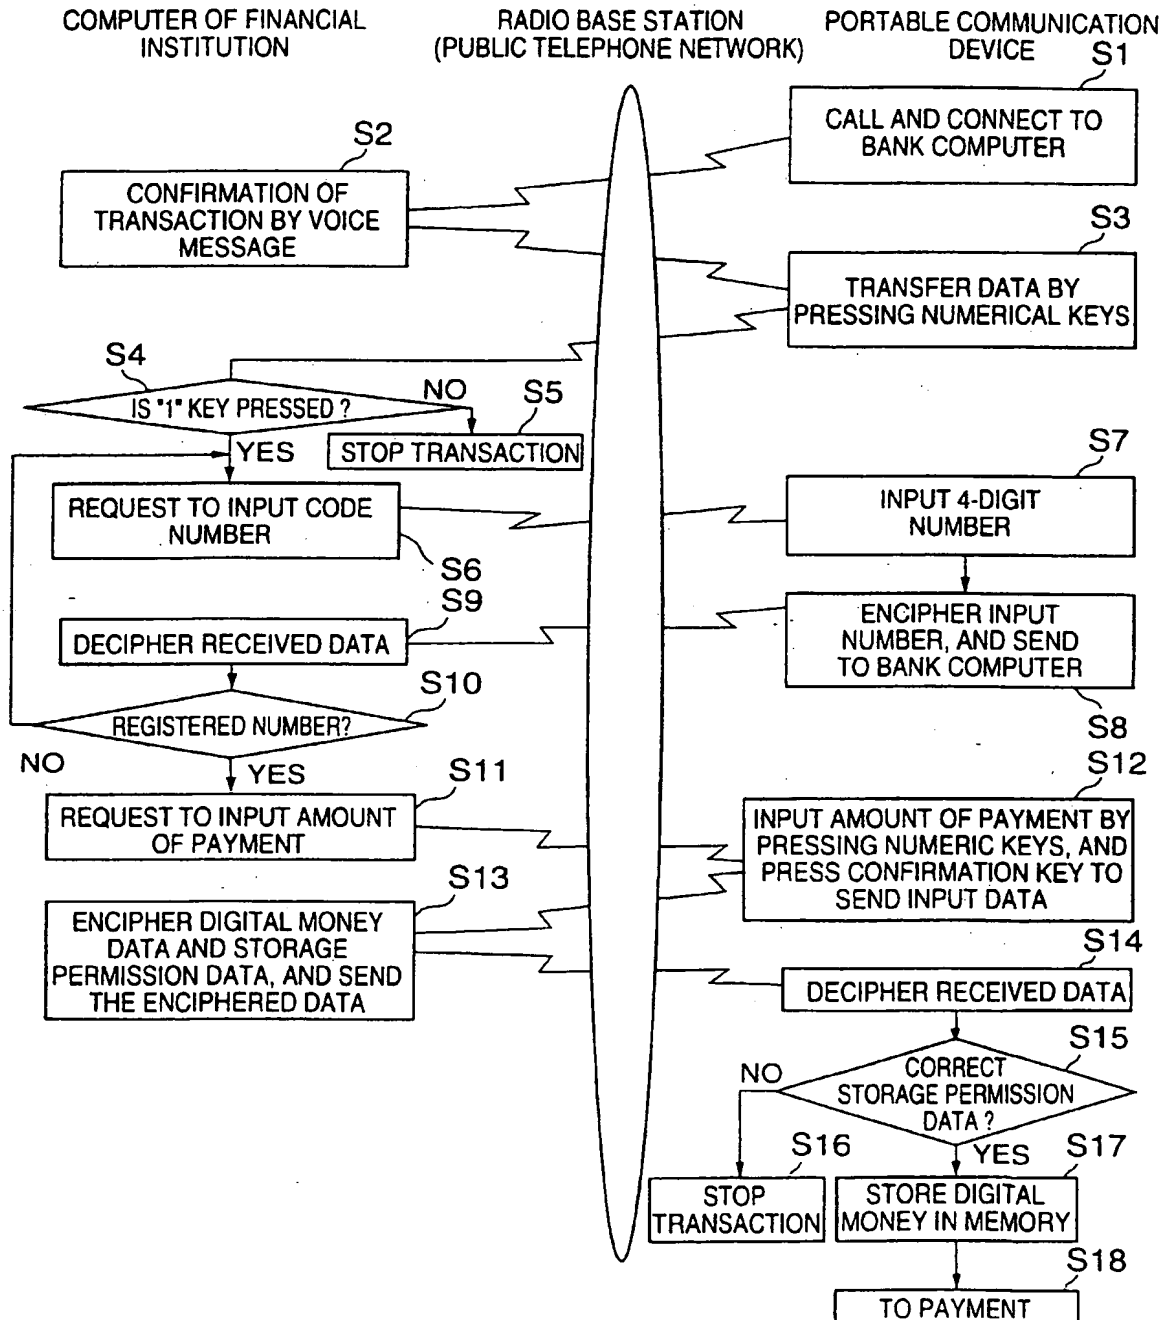 COMPUTER OF FINANCIAL
INSTITUTION
RADIO BASE STATION
(PUBLIC TELEPHONE NETWORK)
PORTABLE COMMUNICATION
DEVICE
S1
CALL AND CONNECT TO
BANK COMPUTER
S2
CONFIRMATION OF
TRANSACTION BY VOICE
MESSAGE
S3
TRANSFER DATA BY
PRESSING NUMERICAL KEYS
S4
IS "1" KEY PRESSED ?
NO
S5
STOP TRANSACTION
YES
REQUEST TO INPUT CODE
NUMBER
S6
S7
INPUT 4-DIGIT
NUMBER
ENCIPHER INPUT
NUMBER, AND SEND
TO BANK COMPUTER
S8
S9
DECIPHER RECEIVED DATA
S10
REGISTERED NUMBER?
NO
YES
S11
REQUEST TO INPUT AMOUNT
OF PAYMENT
S12
INPUT AMOUNT OF PAYMENT BY
PRESSING NUMERIC KEYS, AND
PRESS CONFIRMATION KEY TO
SEND INPUT DATA
S13
ENCIPHER DIGITAL MONEY
DATA AND STORAGE
PERMISSION DATA, AND SEND
THE ENCIPHERED DATA
S14
DECIPHER RECEIVED DATA
S15
CORRECT
STORAGE PERMISSION
DATA ?
NO
YES
S16
STOP
TRANSACTION
S17
STORE DIGITAL
MONEY IN MEMORY
S18
TO PAYMENT